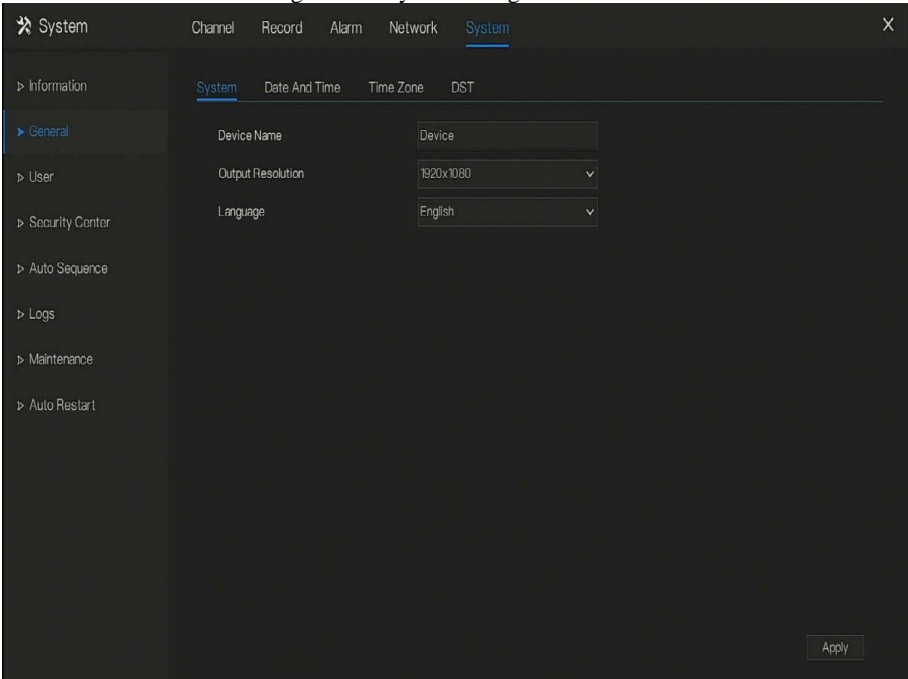 System Channel Record Alarm Network System X
Information
General
User
Security Center
Auto Sequence
Logs
Maintenance
Auto Restart
System Date And Time Time Zone DST
Device Name Device
Output Resolution 1920x1080
Language English
Apply